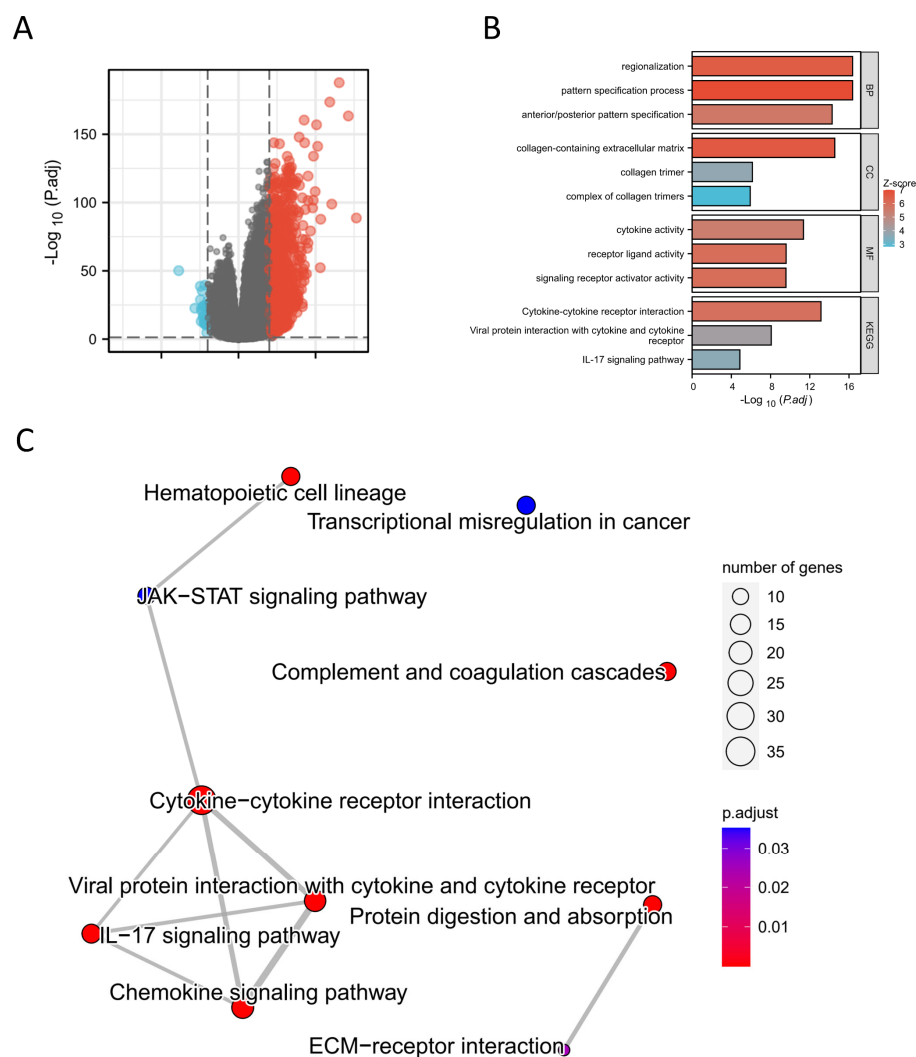 A
-Log 10 (P.adj)
150
100
50
0
B
regionalization
pattern specification process
anterior/posterior pattern specification
BP
collagen-containing extracellular matrix
collagen trimer
complex of collagen trimers
CC
cytokine activity
receptor ligand activity
signaling receptor activator activity
MF
Cytokine-cytokine receptor interaction
Viral protein interaction with cytokine and cytokine
receptor
IL-17 signaling pathway
KEGG
0 4 8 12 16
-Log 10 (P.adj)
Z-score
7
6
5
4
3
C
Hematopoietic cell lineage
Transcriptional misregulation in cancer
JAK−STAT signaling pathway
Complement and coagulation cascades
Cytokine−cytokine receptor interaction
Viral protein interaction with cytokine and cytokine receptor
Protein digestion and absorption
IL−17 signaling pathway
Chemokine signaling pathway
ECM−receptor interaction
number of genes
10
15
20
25
30
35
p.adjust
0.03
0.02
0.01